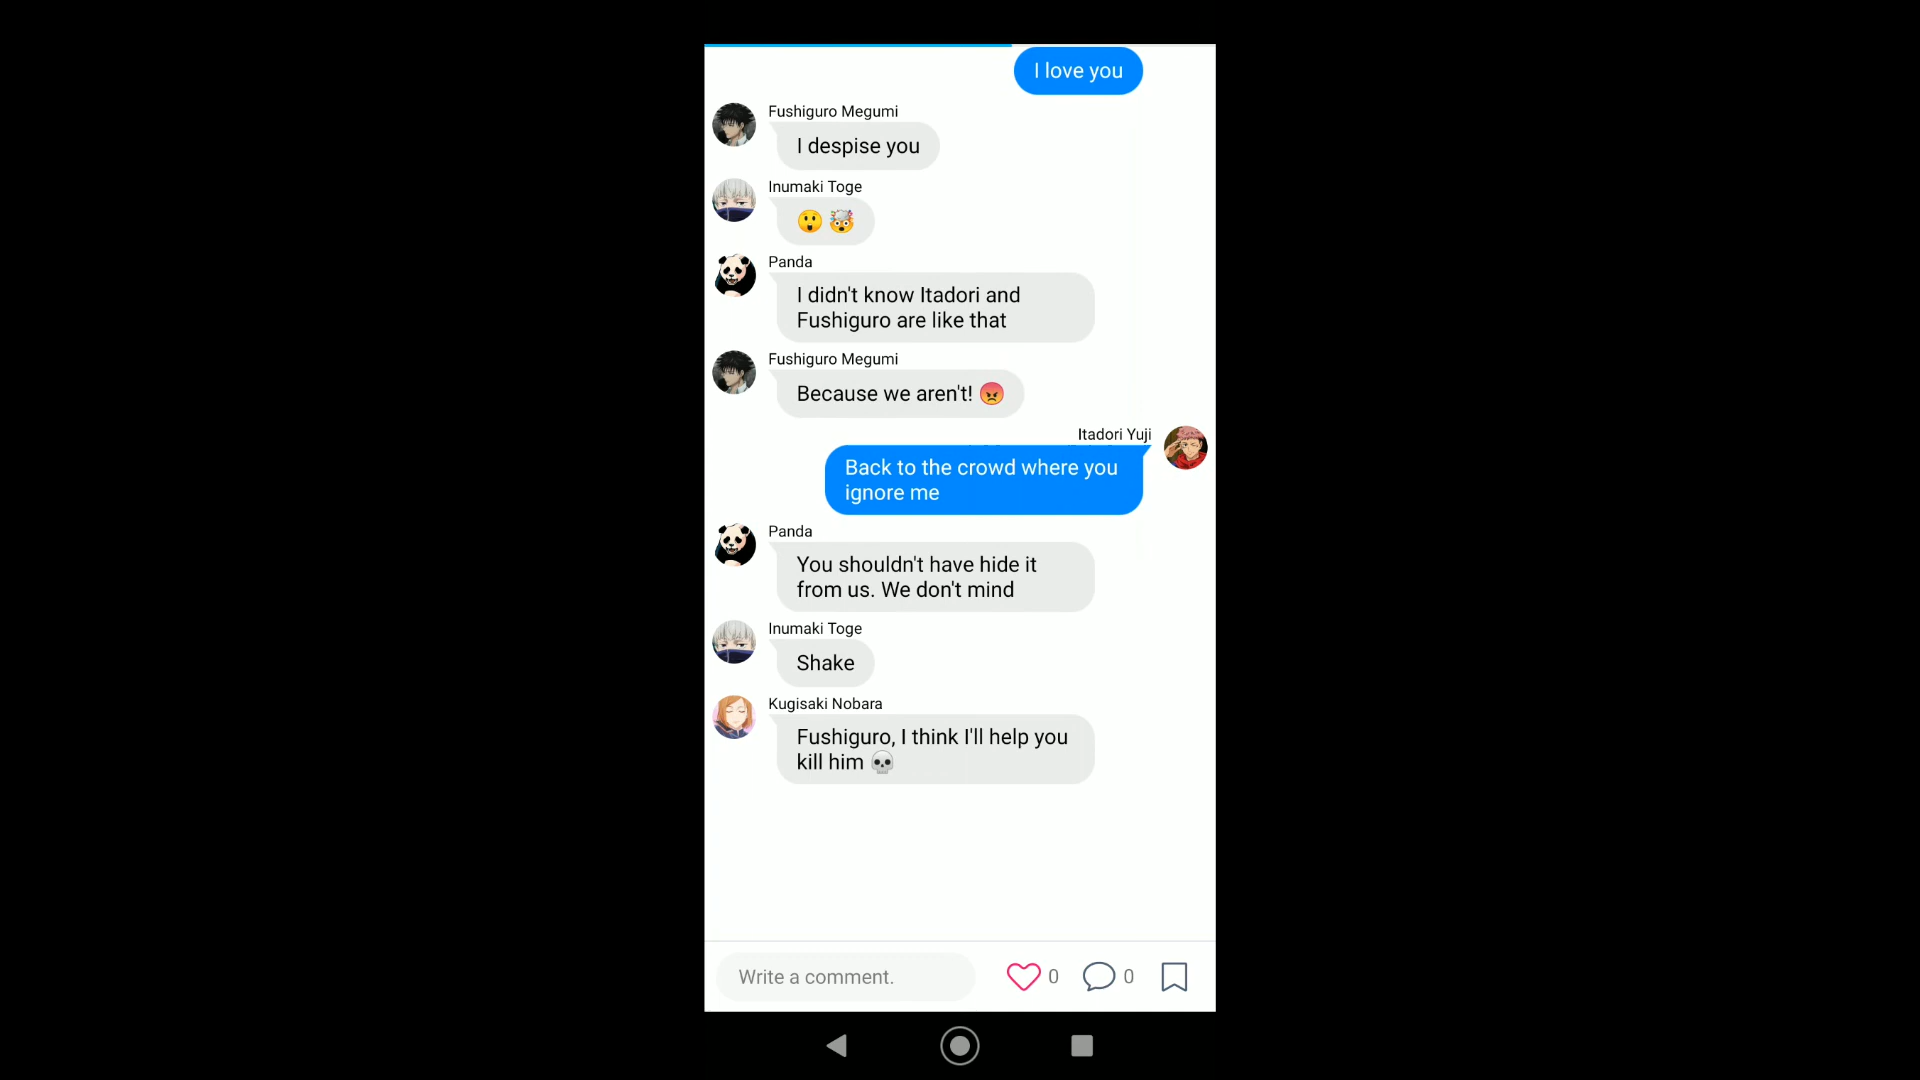 I love you
Fushiguro Megumi
I despise you
Inumaki Toge
😲 🤯
Panda
I didn't know Itadori and
Fushiguro are like that
Fushiguro Megumi
Because we aren't! 😡
Itadori Yuji
Back to the crowd where you
ignore me
Panda
You shouldn't have hide it
from us. We don't mind
Inumaki Toge
Shake
Kugisaki Nobara
Fushiguro, I think I'll help you
kill him 💀
Write a comment.
0
0